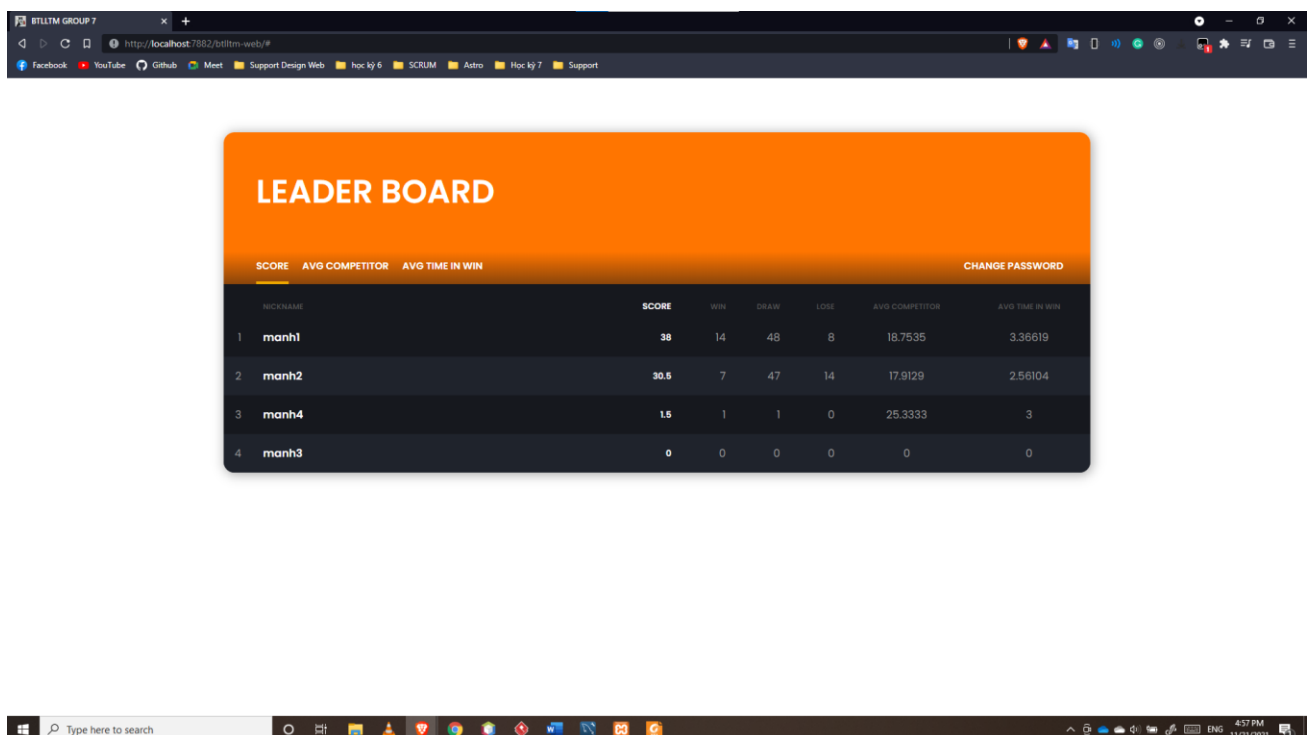 BTLLTM GROUP 7
http://localhost:7882/btlltm-web/#
Facebook YouTube Github Meet Support Design Web học kỳ 6 SCRUM Astro Học kỳ 7 Support
LEADER BOARD
SCORE AVG COMPETITOR AVG TIME IN WIN CHANGE PASSWORD
NICKNAME SCORE WIN DRAW LOSE AVG COMPETITOR AVG TIME IN WIN
1 manh1 38 14 48 8 18.7535 3.36619
2 manh2 30.5 7 47 14 17.9129 2.56104
3 manh4 1.5 1 1 0 25.3333 3
4 manh3 0 0 0 0 0 0
Type here to search ENG 4:57 PM